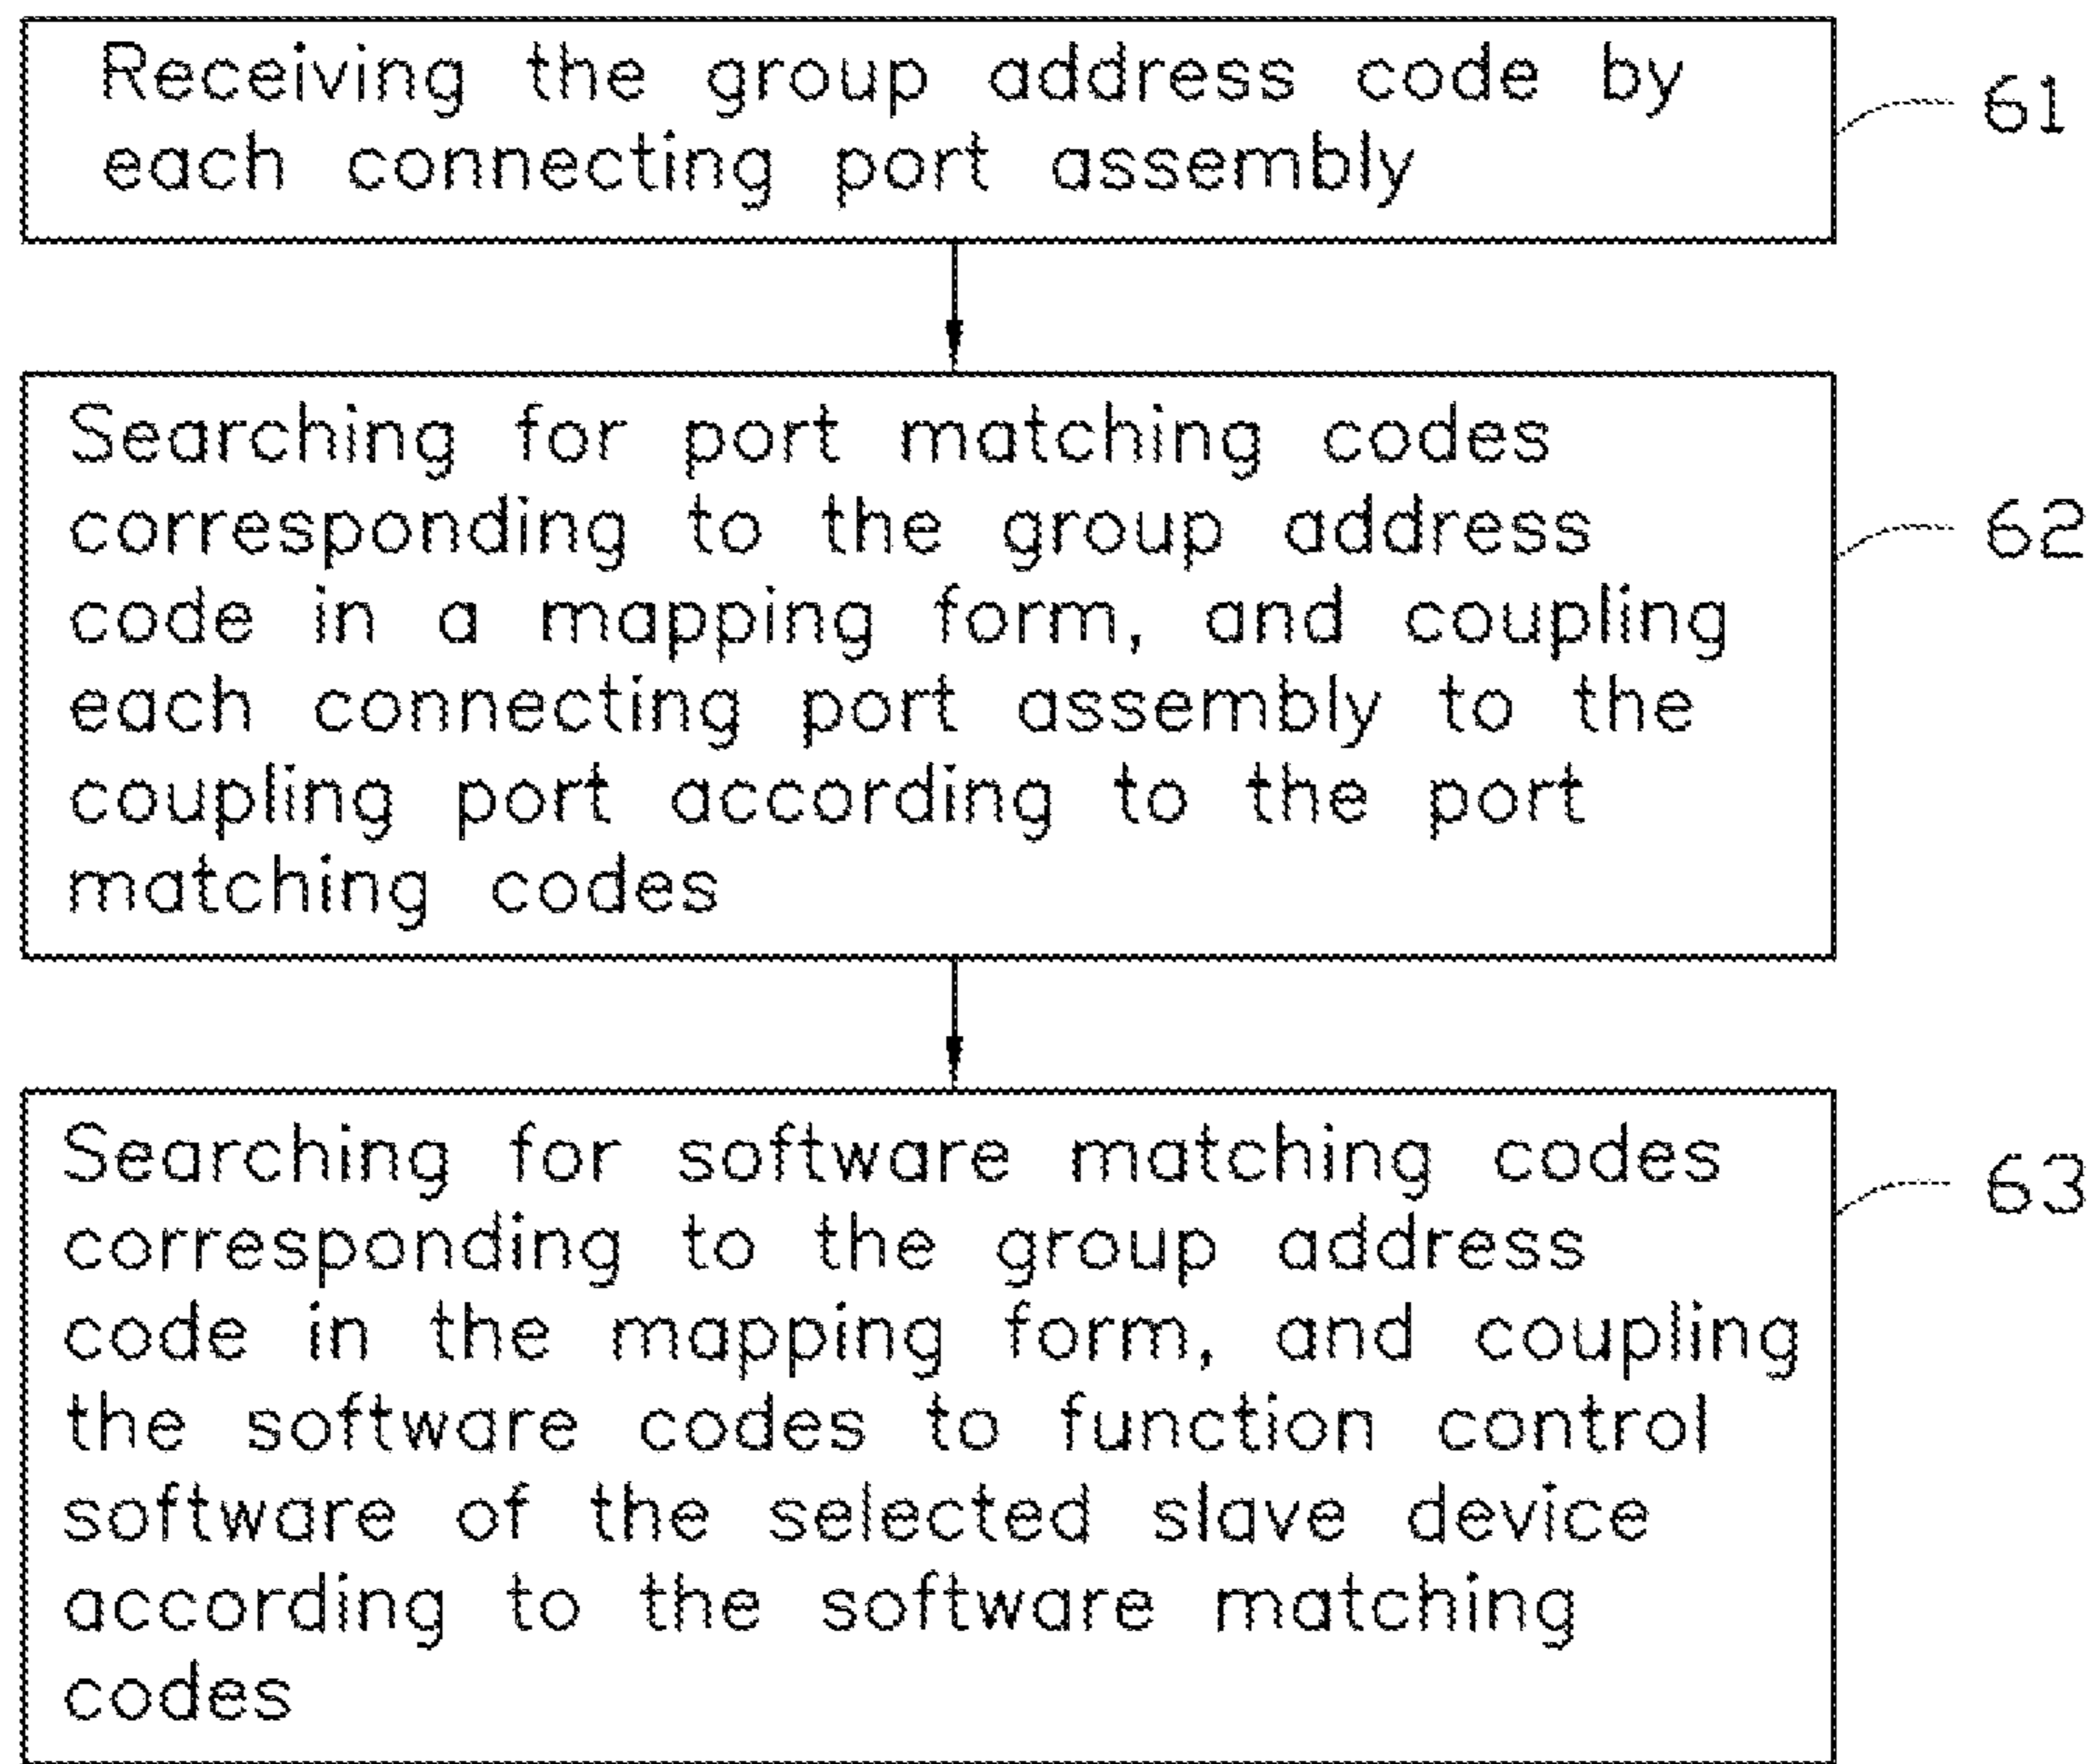 Receiving the group address code by
each connecting port assembly
61
Searching for port matching codes
corresponding to the group address
code in a mapping form, and coupling
each connecting port assembly to the
coupling port according to the port
matching codes
62
Searching for software matching codes
corresponding to the group address
code in the mapping form, and coupling
the software codes to function control
software of the selected slave device
according to the software matching
codes
63